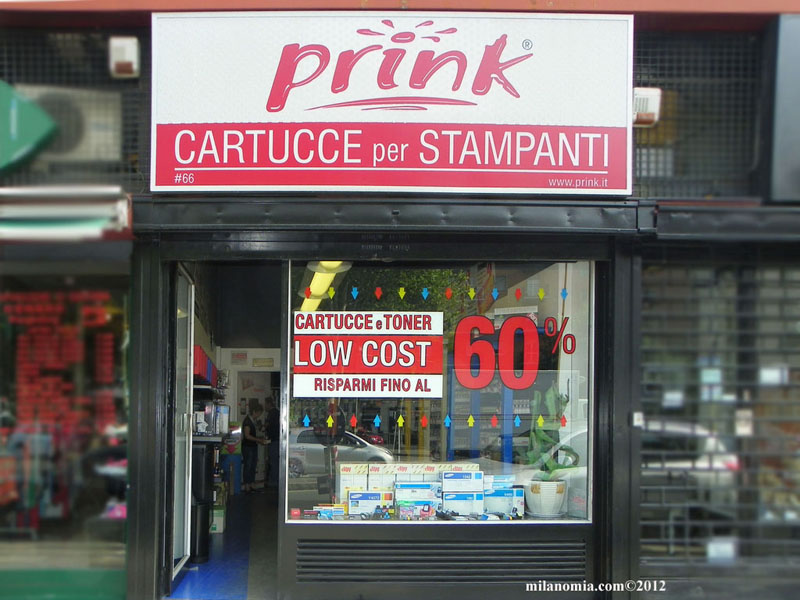 prink®
CARTUCCE per STAMPANTI
#66
www.prink.it
CARTUCCE e TONER
LOW COST
RISPARMI FINO AL
60%
milanomia.com©2012